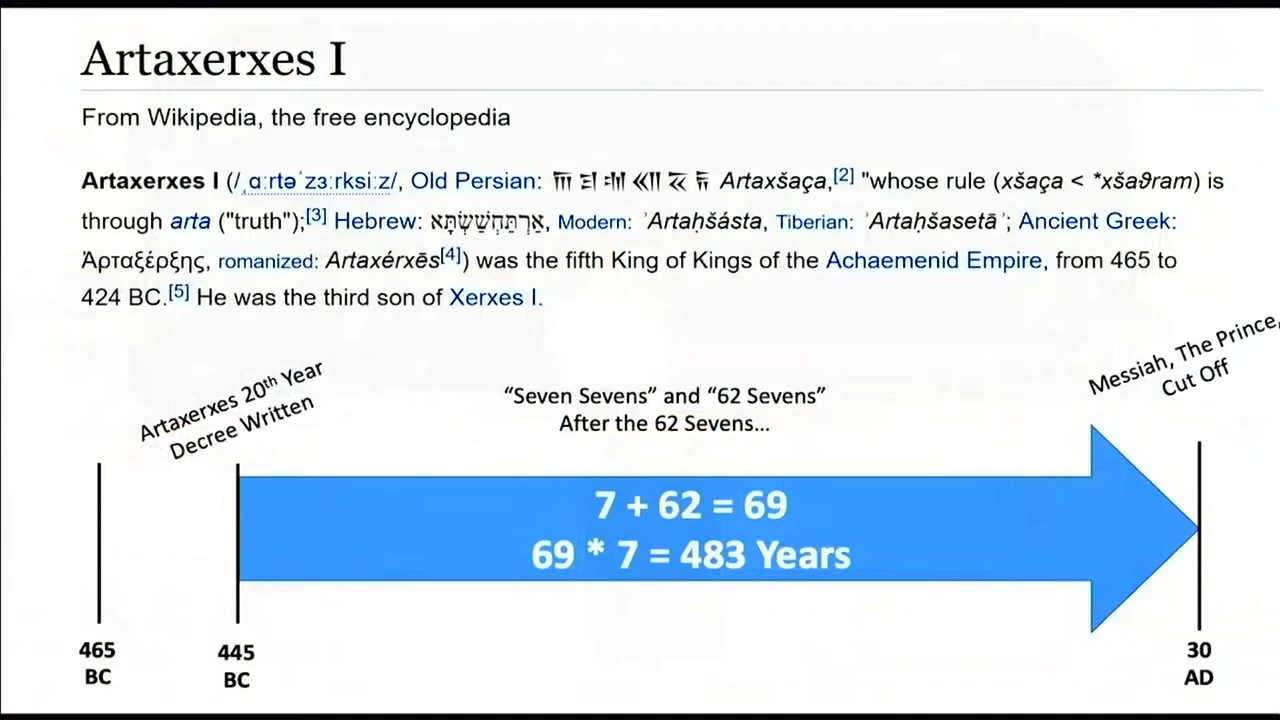 Artaxerxes I
From Wikipedia, the free encyclopedia
Artaxerxes I (/ˌɑːrtəˈzɜːrksiːz/, Old Persian: 𐎠𐎼𐎫𐎧𐏁𐏂 Artaxšaça,[2] "whose rule (xšaça < *xšaϑram) is
through arta ("truth");[3] Hebrew: אַרְתַּחְשַׁשְׂתָּא, Modern: ʾArtaḥšásta, Tiberian: ʾArtaḥšasetāʾ; Ancient Greek:
Ἀρταξέρξης, romanized: Artaxérxēs[4]) was the fifth King of Kings of the Achaemenid Empire, from 465 to
424 BC.[5] He was the third son of Xerxes I.
Artaxerxes 20th Year
Decree Written
“Seven Sevens” and “62 Sevens”
After the 62 Sevens…
Messiah, The Prince,
Cut Off
7 + 62 = 69
69 * 7 = 483 Years
465
BC
445
BC
30
AD